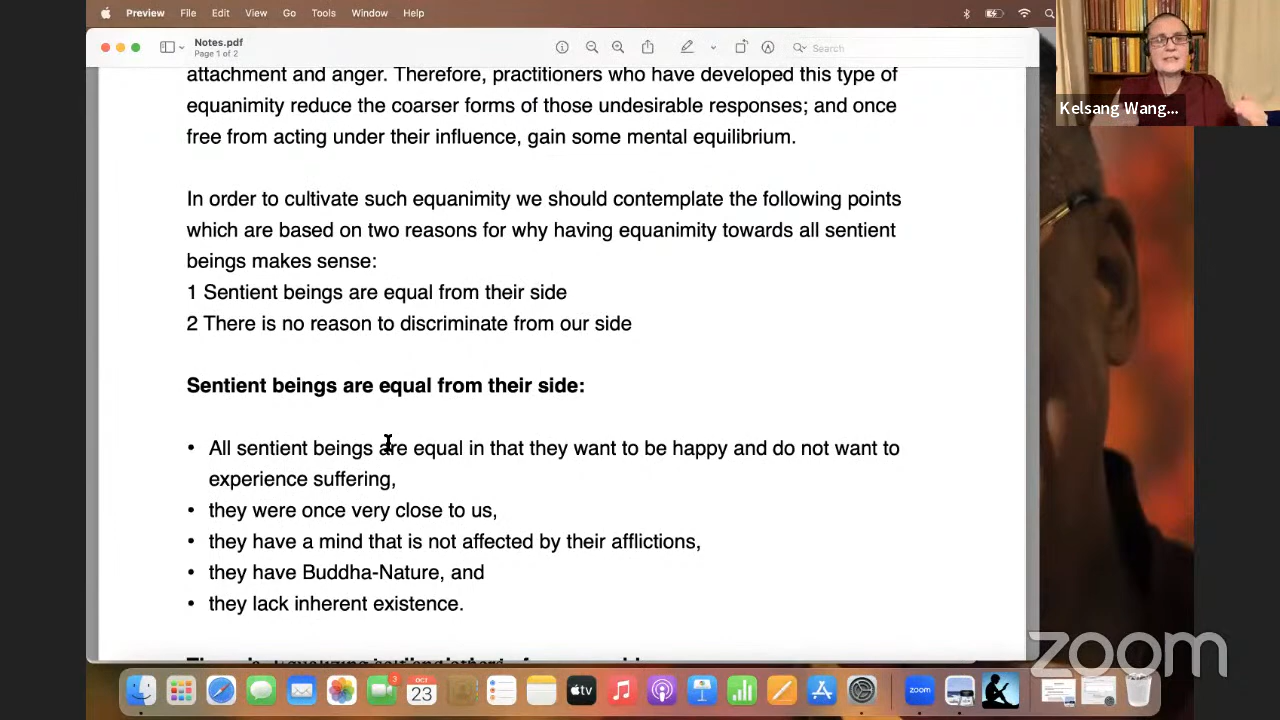 Preview File Edit View Go Tools Window Help
Notes.pdf
Page 1 of 2
Search
Kelsang Wang...
attachment and anger. Therefore, practitioners who have developed this type of
equanimity reduce the coarser forms of those undesirable responses; and once
free from acting under their influence, gain some mental equilibrium.
In order to cultivate such equanimity we should contemplate the following points
which are based on two reasons for why having equanimity towards all sentient
beings makes sense:
1 Sentient beings are equal from their side
2 There is no reason to discriminate from our side
Sentient beings are equal from their side:
• All sentient beings are equal in that they want to be happy and do not want to
experience suffering,
• they were once very close to us,
• they have a mind that is not affected by their afflictions,
• they have Buddha-Nature, and
• they lack inherent existence.
zoom
3
OCT
23
tv
zoom